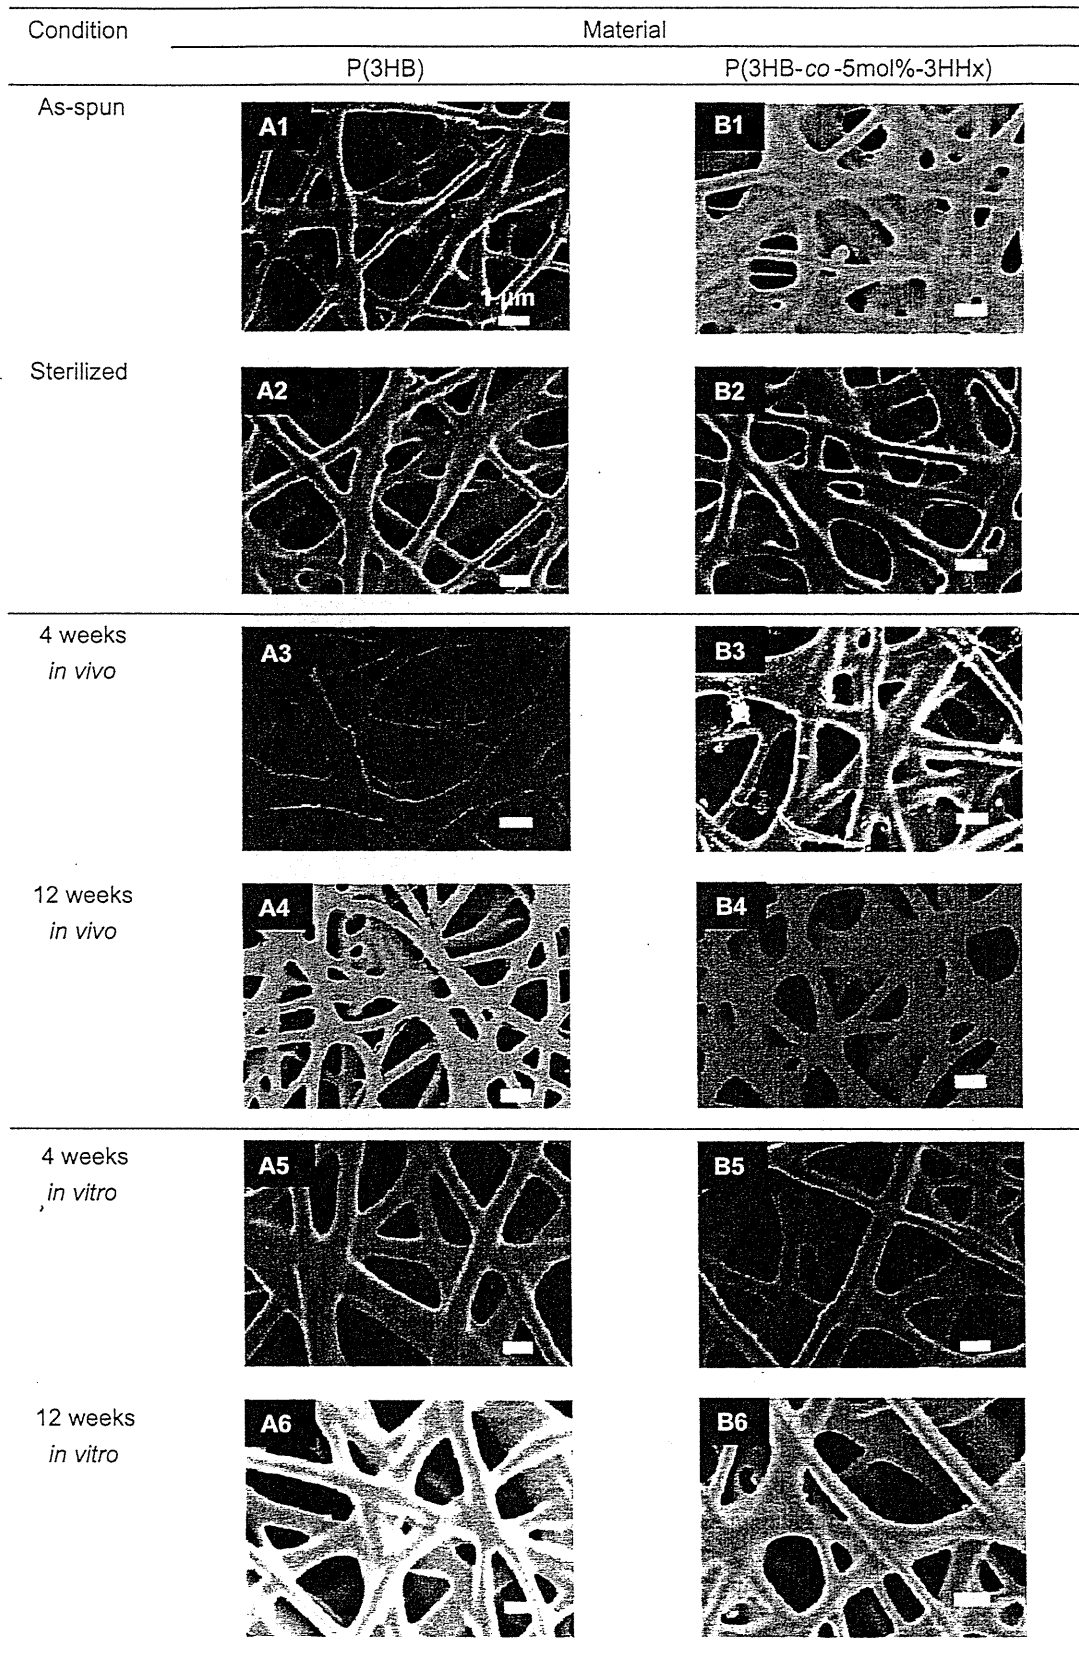 Condition
Material
P(3HB)
P(3HB-co-5mol%-3HHx)
As-spun
A1
B1
1 μm
Sterilized
A2
B2
4 weeks
in vivo
A3
B3
12 weeks
in vivo
A4
B4
4 weeks
in vitro
A5
B5
12 weeks
in vitro
A6
B6